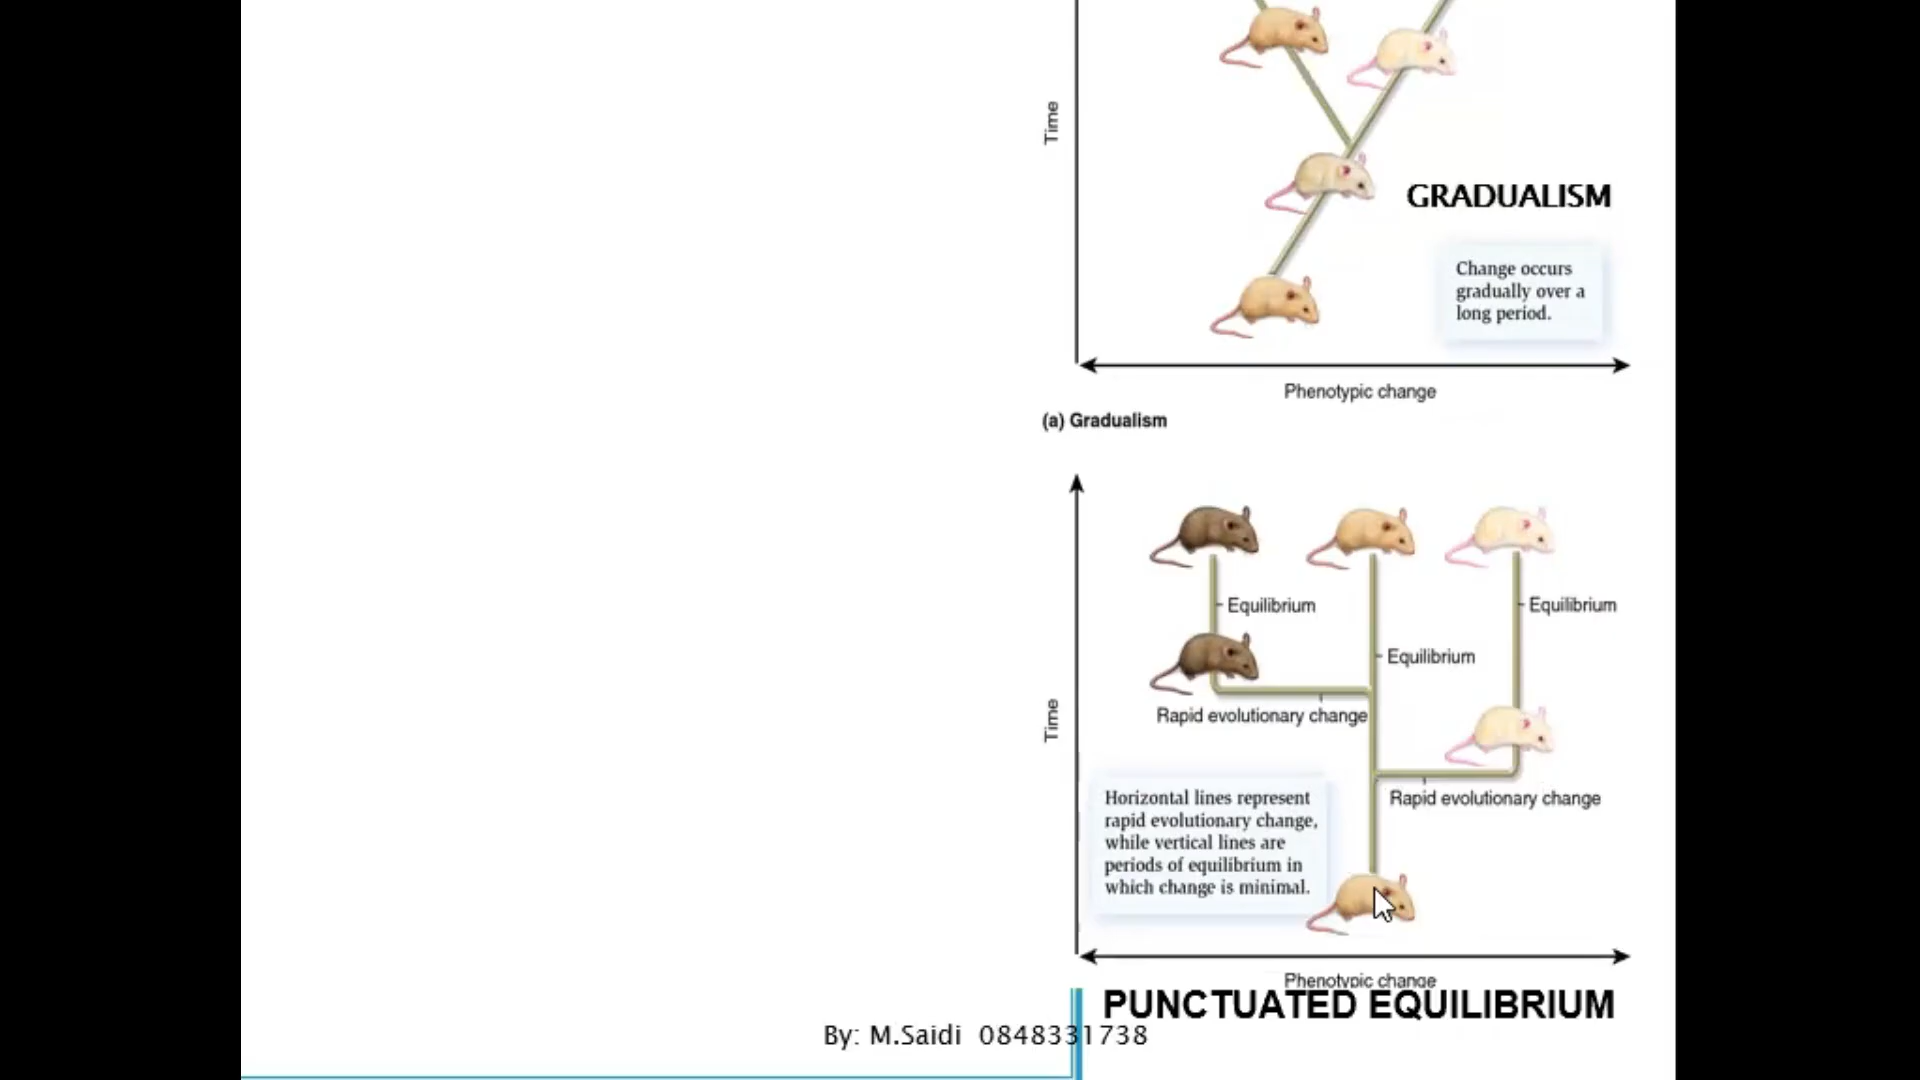 Time
GRADUALISM
Change occurs
gradually over a
long period.
Phenotypic change
(a) Gradualism
Equilibrium
Equilibrium
Equilibrium
Rapid evolutionary change
Time
Rapid evolutionary change
Horizontal lines represent
rapid evolutionary change,
while vertical lines are
periods of equilibrium in
which change is minimal.
Phenotypic change
PUNCTUATED EQUILIBRIUM
By: M.Saidi 0848331738